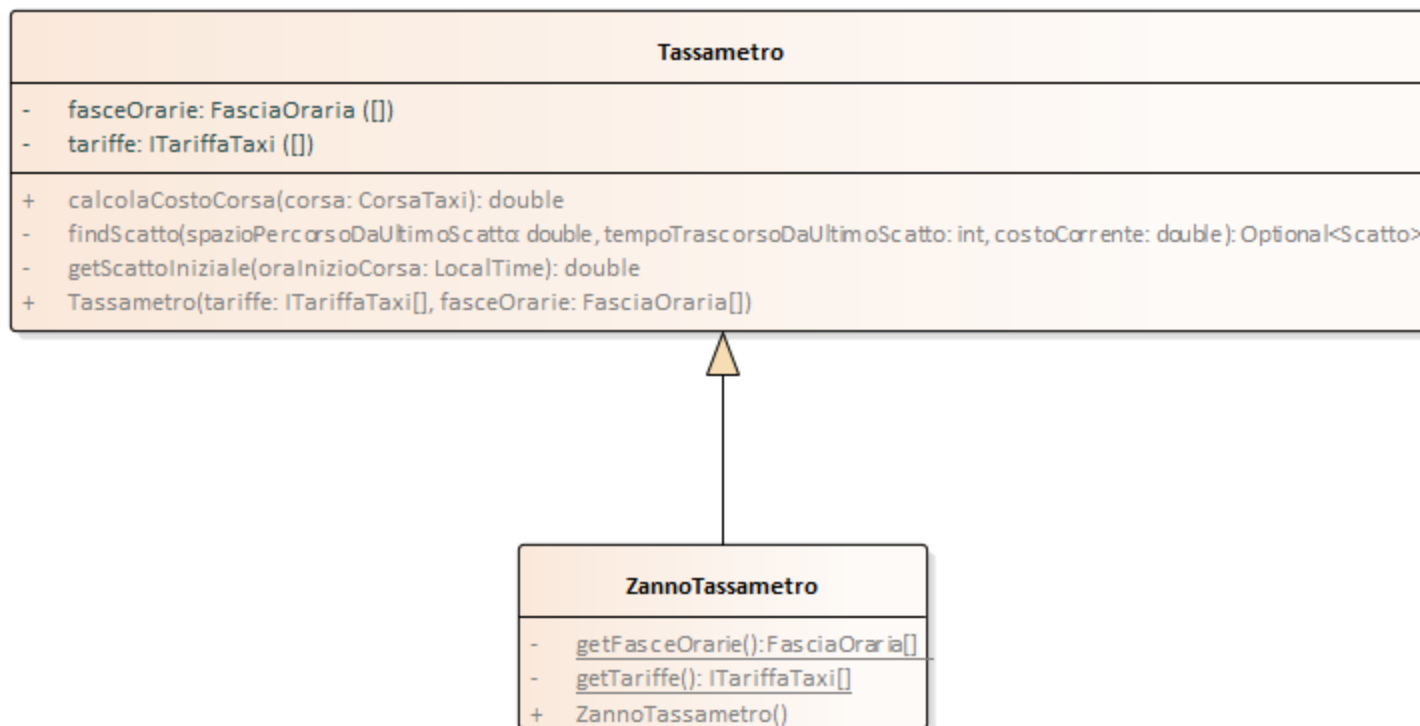 Tassametro
- fasceOrarie: FasciaOraria ([])
- tariffe: ITariffaTaxi ([])
+ calcolaCostoCorsa(corsa: CorsaTaxi): double
- findScatto(spazioPercorsoDaUltimoScatto: double, tempoTrascorsoDaUltimoScatto: int, costoCorrente: double): Optional<Scatto>
- getScattoIniziale(oraInizioCorsa: LocalTime): double
+ Tassametro(tariffe: ITariffaTaxi[], fasceOrarie: FasciaOraria[])
ZannoTassametro
- getFasceOrarie():FasciaOraria[]
- getTariffe(): ITariffaTaxi[]
+ ZannoTassametro()